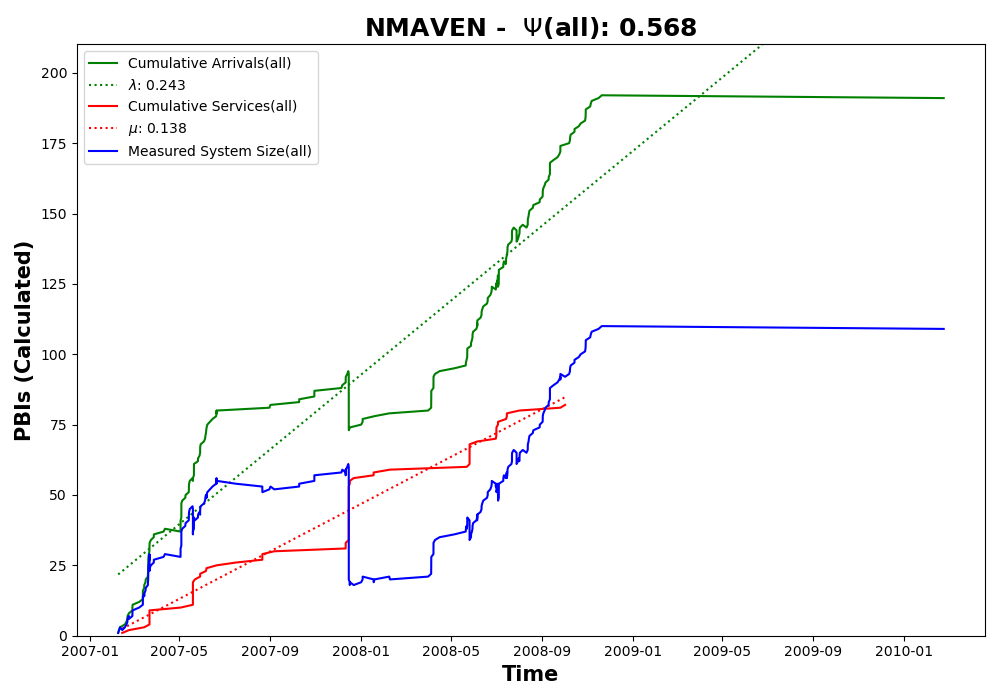 NMAVEN - Ψ(all): 0.568
Cumulative Arrivals(all)
λ: 0.243
Cumulative Services(all)
μ: 0.138
Measured System Size(all)
PBIs (Calculated)
200
175
150
125
100
75
50
25
0
2007-01 2007-05 2007-09 2008-01 2008-05 2008-09 2009-01 2009-05 2009-09 2010-01
Time